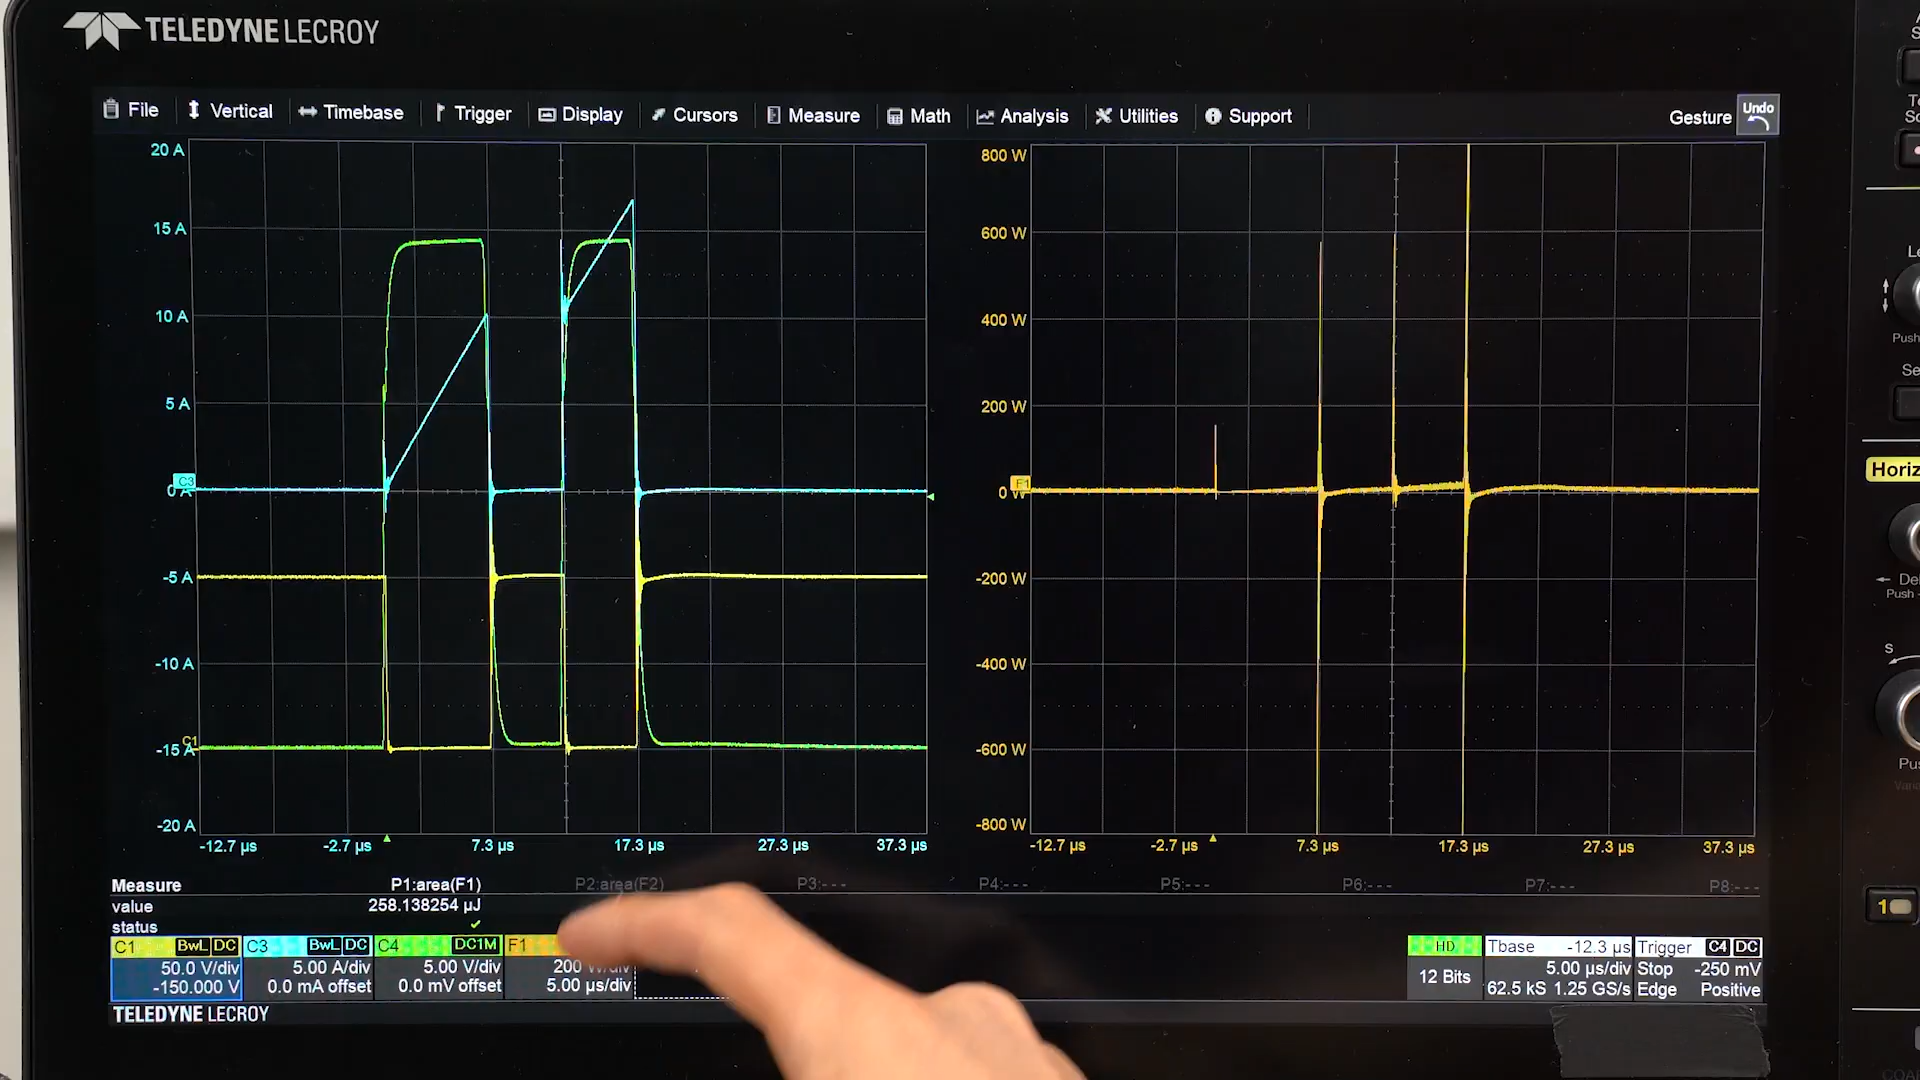 TELEDYNE LECROY
File Vertical Timebase Trigger Display Cursors Measure Math Analysis Utilities Support Gesture Undo
20 A
15 A
10 A
5 A
C3
0 A
-5 A
-10 A
C1
-15 A
-20 A
-12.7 µs -2.7 µs 7.3 µs 17.3 µs 27.3 µs 37.3 µs
800 W
600 W
400 W
200 W
F1
0 W
-200 W
-400 W
-600 W
-800 W
-12.7 µs -2.7 µs 7.3 µs 17.3 µs 27.3 µs 37.3 µs
Measure P1:area(F1) P2:area(F2) P3:--- P4:--- P5:--- P6:--- P7:--- P8:---
value 258.138254 µJ
status
C1 BwL DC C3 BwL DC C4 DC1M F1
50.0 V/div 5.00 A/div 5.00 V/div 200 W/div
-150.000 V 0.0 mA offset 0.0 mV offset 5.00 µs/div
HD Tbase -12.3 µs Trigger C4 DC
12 Bits 5.00 µs/div Stop -250 mV
62.5 kS 1.25 GS/s Edge Positive
TELEDYNE LECROY
Push
Horiz
Push
S
1